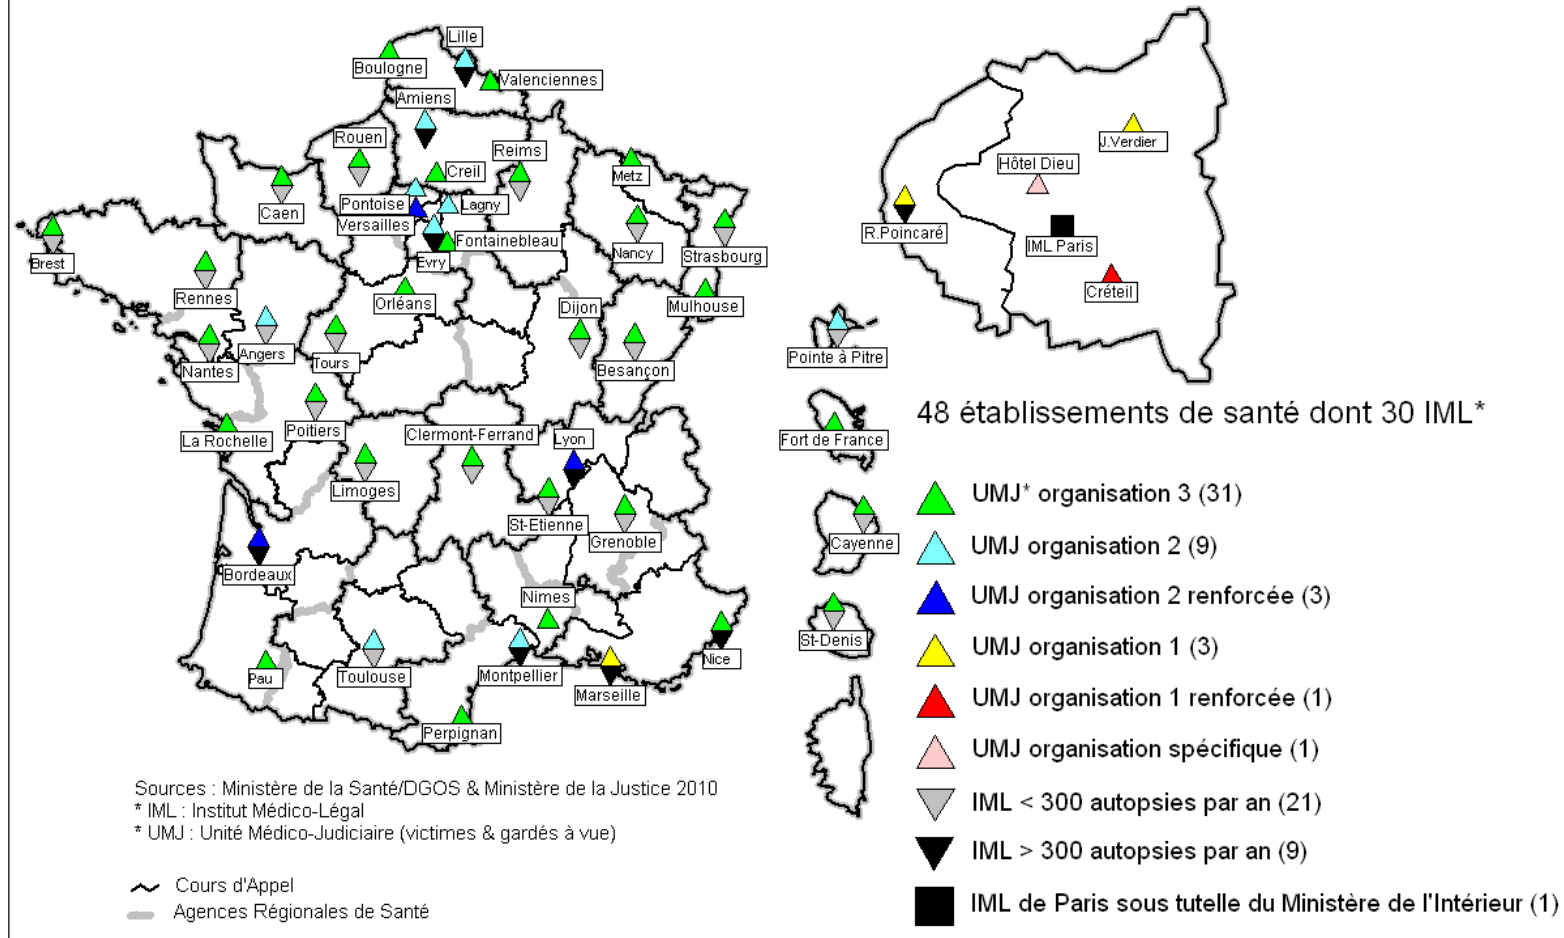 Lille
Boulogne
Valenciennes
Amiens
Rouen
Reims
Creil
Metz
Pontoise
Lagny
Caen
Versailles
Fontainebleau
Nancy
Strasbourg
Brest
Evry
Rennes
Orléans
Dijon
Mulhouse
Angers
Tours
Nantes
Besançon
Poitiers
La Rochelle
Clermont-Ferrand
Lyon
Limoges
St-Etienne
Grenoble
Bordeaux
Nimes
Pau
Toulouse
Montpellier
Nice
Marseille
Perpignan
J.Verdier
Hôtel Dieu
R.Poincaré
IML Paris
Créteil
Pointe à Pitre
Fort de France
Cayenne
St-Denis
48 établissements de santé dont 30 IML*
UMJ* organisation 3 (31)
UMJ organisation 2 (9)
UMJ organisation 2 renforcée (3)
UMJ organisation 1 (3)
UMJ organisation 1 renforcée (1)
UMJ organisation spécifique (1)
IML < 300 autopsies par an (21)
IML > 300 autopsies par an (9)
IML de Paris sous tutelle du Ministère de l'Intérieur (1)
Sources : Ministère de la Santé/DGOS & Ministère de la Justice 2010
* IML : Institut Médico-Légal
* UMJ : Unité Médico-Judiciaire (victimes & gardés à vue)
Cours d'Appel
Agences Régionales de Santé